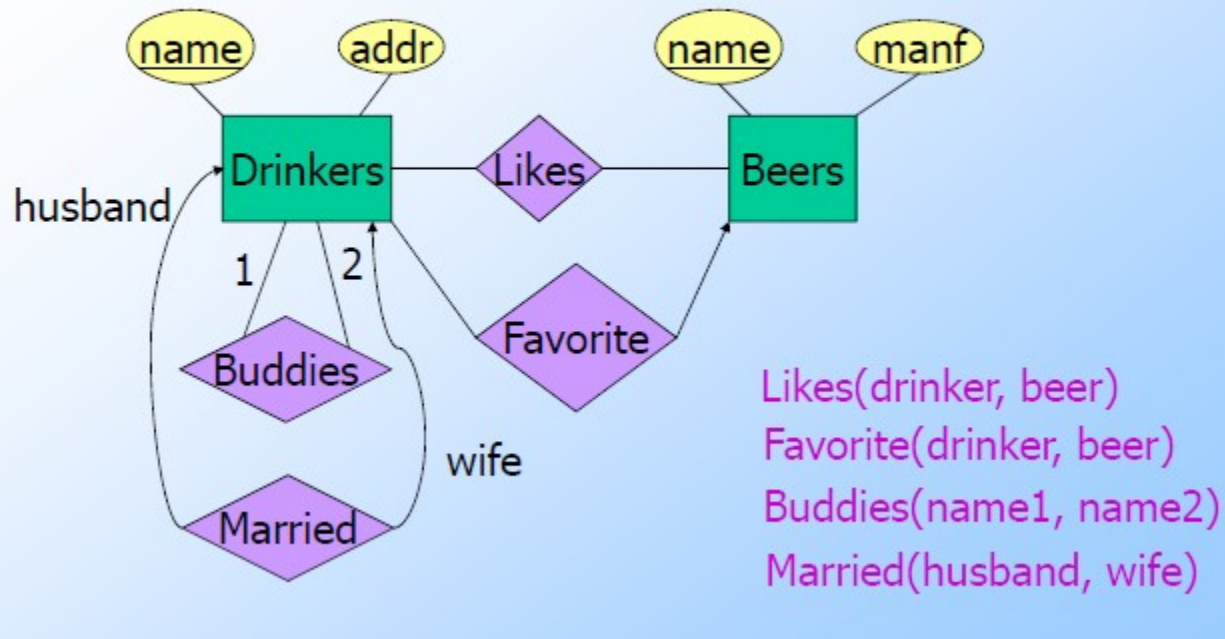 name
addr
name
manf
Drinkers
Likes
Beers
husband
1
2
Buddies
Favorite
wife
Married
Likes(drinker, beer)
Favorite(drinker, beer)
Buddies(name1, name2)
Married(husband, wife)